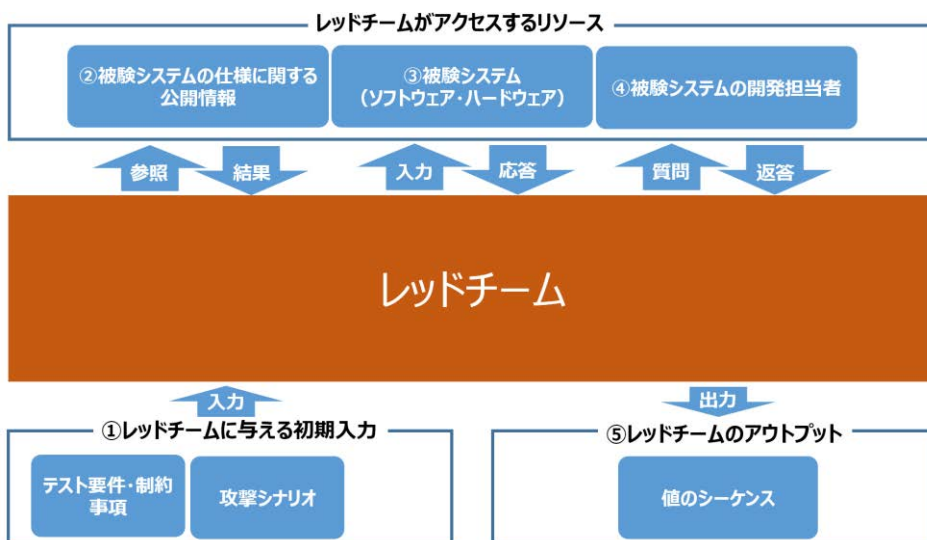 レッドチームがアクセスするリソース
②被験システムの仕様に関する
公開情報
③被験システム
(ソフトウェア・ハードウェア)
④被験システムの開発担当者
参照
結果
入力
応答
質問
返答
レッドチーム
入力
出力
①レッドチームに与える初期入力
⑤レッドチームのアウトプット
テスト要件・制約
事項
攻撃シナリオ
値のシーケンス